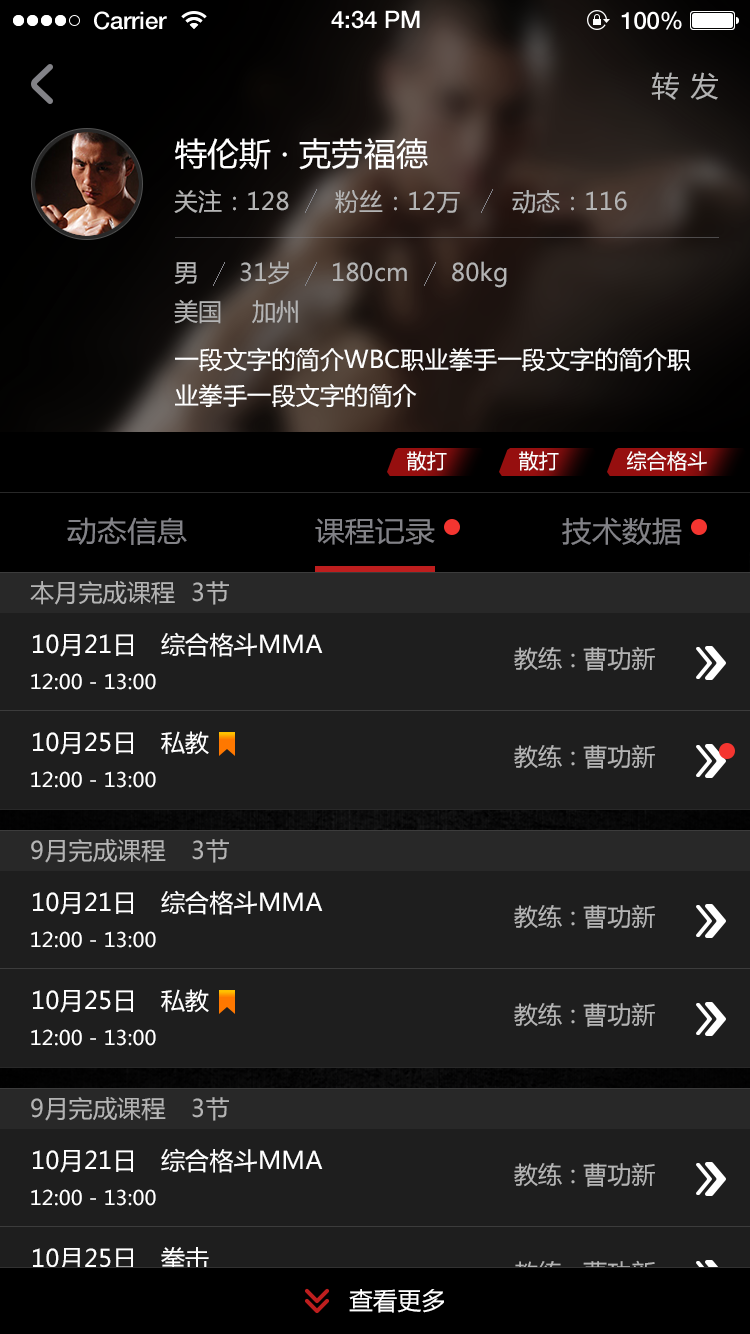 Carrier 4:34 PM 100%
转 发
特伦斯 · 克劳福德
关注：128 / 粉丝：12万 / 动态：116
男 / 31岁 / 180cm / 80kg
美国 加州
一段文字的简介WBC职业拳手一段文字的简介职
业拳手一段文字的简介
散打 散打 综合格斗
动态信息 课程记录 技术数据
本月完成课程 3节
10月21日 综合格斗MMA
教练：曹功新
12:00 - 13:00
10月25日 私教
教练：曹功新
12:00 - 13:00
9月完成课程 3节
10月21日 综合格斗MMA
教练：曹功新
12:00 - 13:00
10月25日 私教
教练：曹功新
12:00 - 13:00
9月完成课程 3节
10月21日 综合格斗MMA
教练：曹功新
12:00 - 13:00
10月25日 拳击
教练：曹功新
查看更多